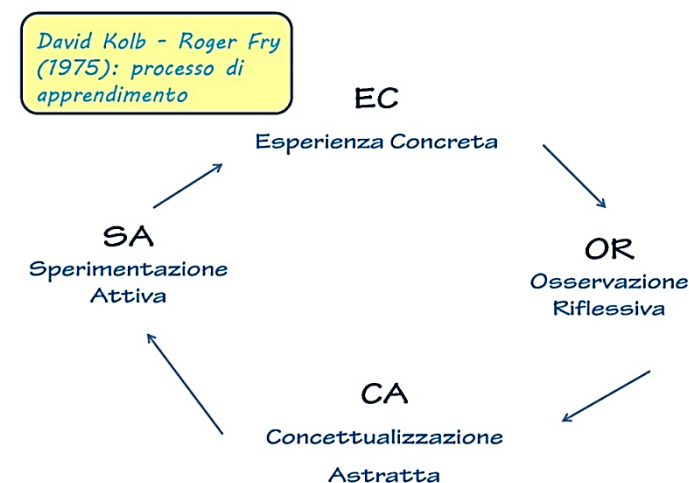 David Kolb - Roger Fry
(1975): processo di
apprendimento
EC
Esperienza Concreta
SA
Sperimentazione
Attiva
OR
Osservazione
Riflessiva
CA
Concettualizzazione
Astratta